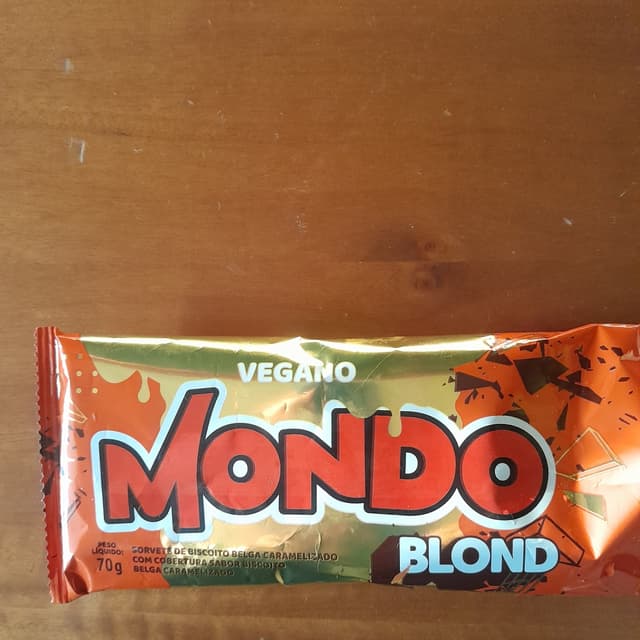 VEGANO
MONDO
BLOND
PESO
LÍQUIDO:
70g
SORVETE DE BISCOITO BELGA CARAMELIZADO
COM COBERTURA SABOR BISCOITO
BELGA CARAMELIZADO